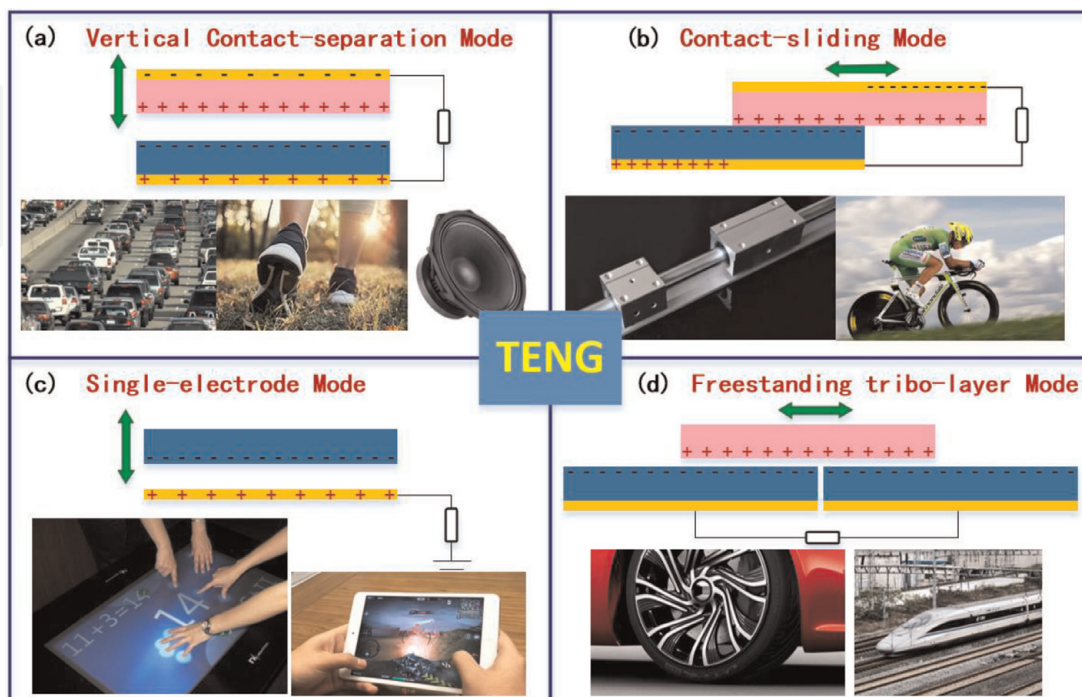 (a) Vertical Contact-separation Mode
(b) Contact-sliding Mode
TENG
(c) Single-electrode Mode
(d) Freestanding tribo-layer Mode
11+3=14
14